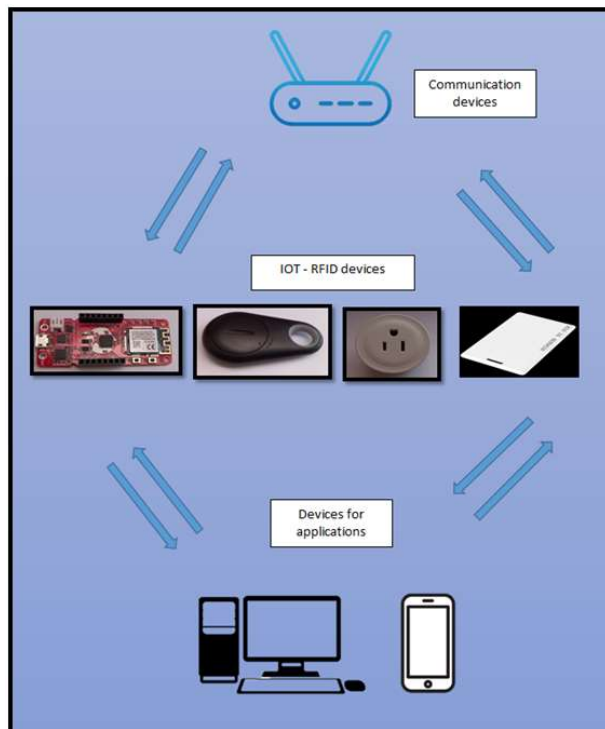 Communication
devices
IOT - RFID devices
Devices for
applications